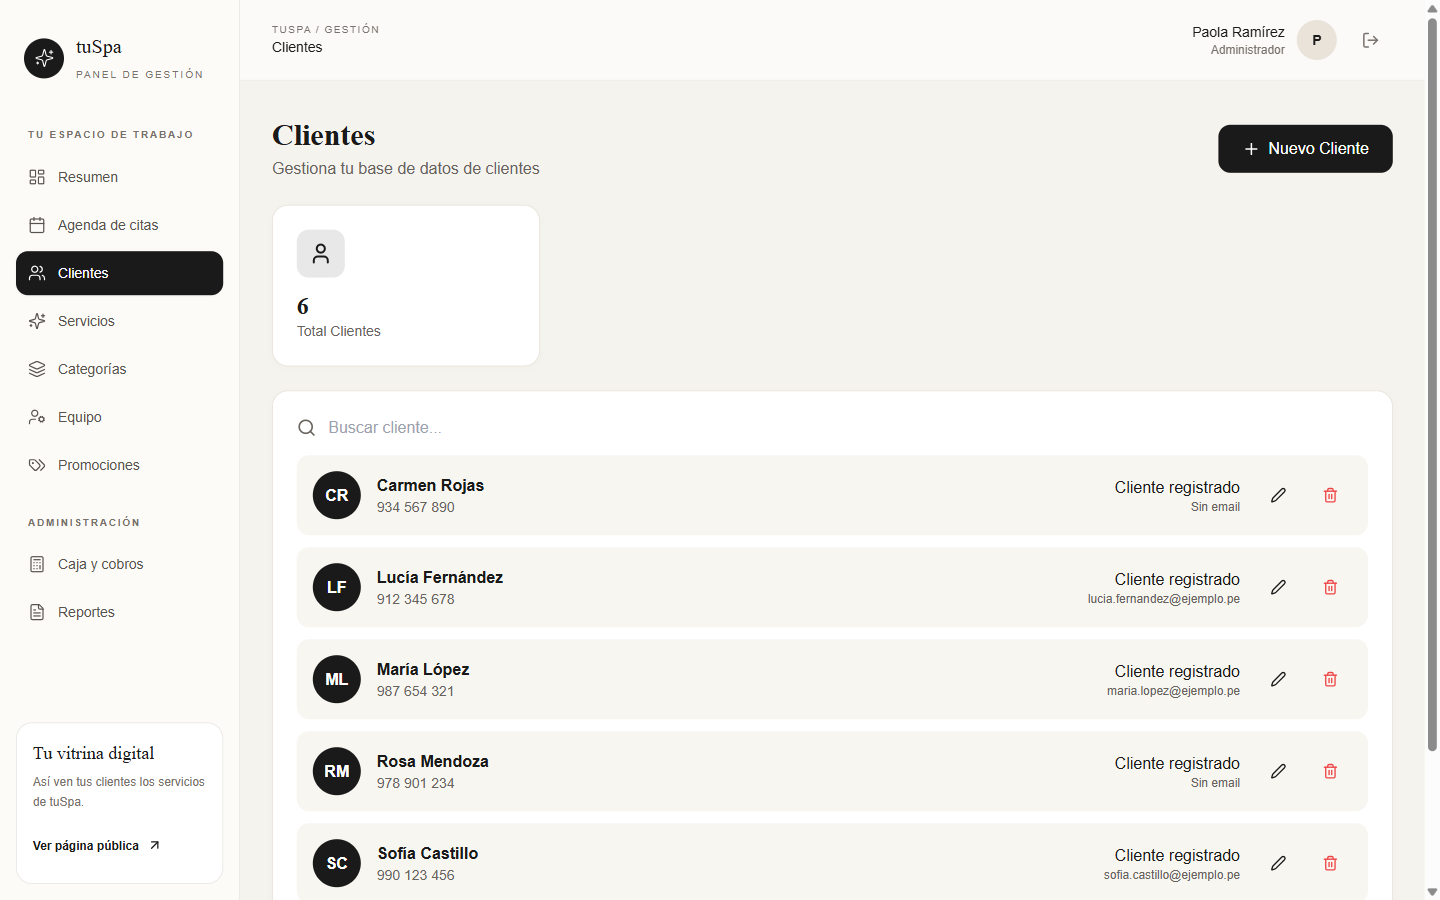 tuSpa
PANEL DE GESTIÓN
TU ESPACIO DE TRABAJO
Resumen
Agenda de citas
Clientes
Servicios
Categorías
Equipo
Promociones
ADMINISTRACIÓN
Caja y cobros
Reportes
Tu vitrina digital
Así ven tus clientes los servicios
de tuSpa.
Ver página pública
TUSPA / GESTIÓN
Clientes
Paola Ramírez
Administrador
P
Clientes
Gestiona tu base de datos de clientes
Nuevo Cliente
6
Total Clientes
Buscar cliente...
CR
Carmen Rojas
934 567 890
Cliente registrado
Sin email
LF
Lucía Fernández
912 345 678
Cliente registrado
lucia.fernandez@ejemplo.pe
ML
María López
987 654 321
Cliente registrado
maria.lopez@ejemplo.pe
RM
Rosa Mendoza
978 901 234
Cliente registrado
Sin email
SC
Sofía Castillo
990 123 456
Cliente registrado
sofia.castillo@ejemplo.pe